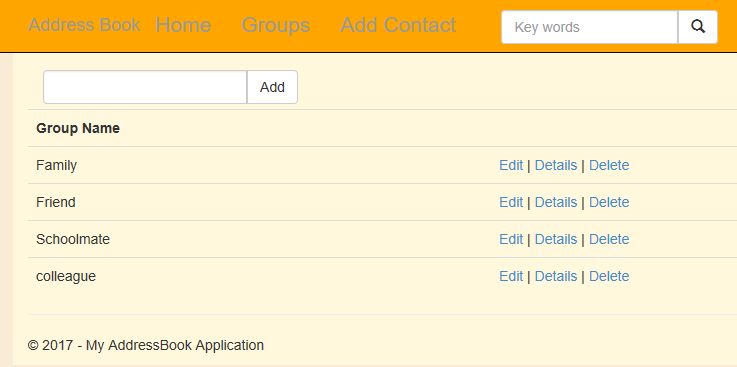 Address Book Home Groups Add Contact Key words
Add
Group Name
Family Edit | Details | Delete
Friend Edit | Details | Delete
Schoolmate Edit | Details | Delete
colleague Edit | Details | Delete
© 2017 - My AddressBook Application